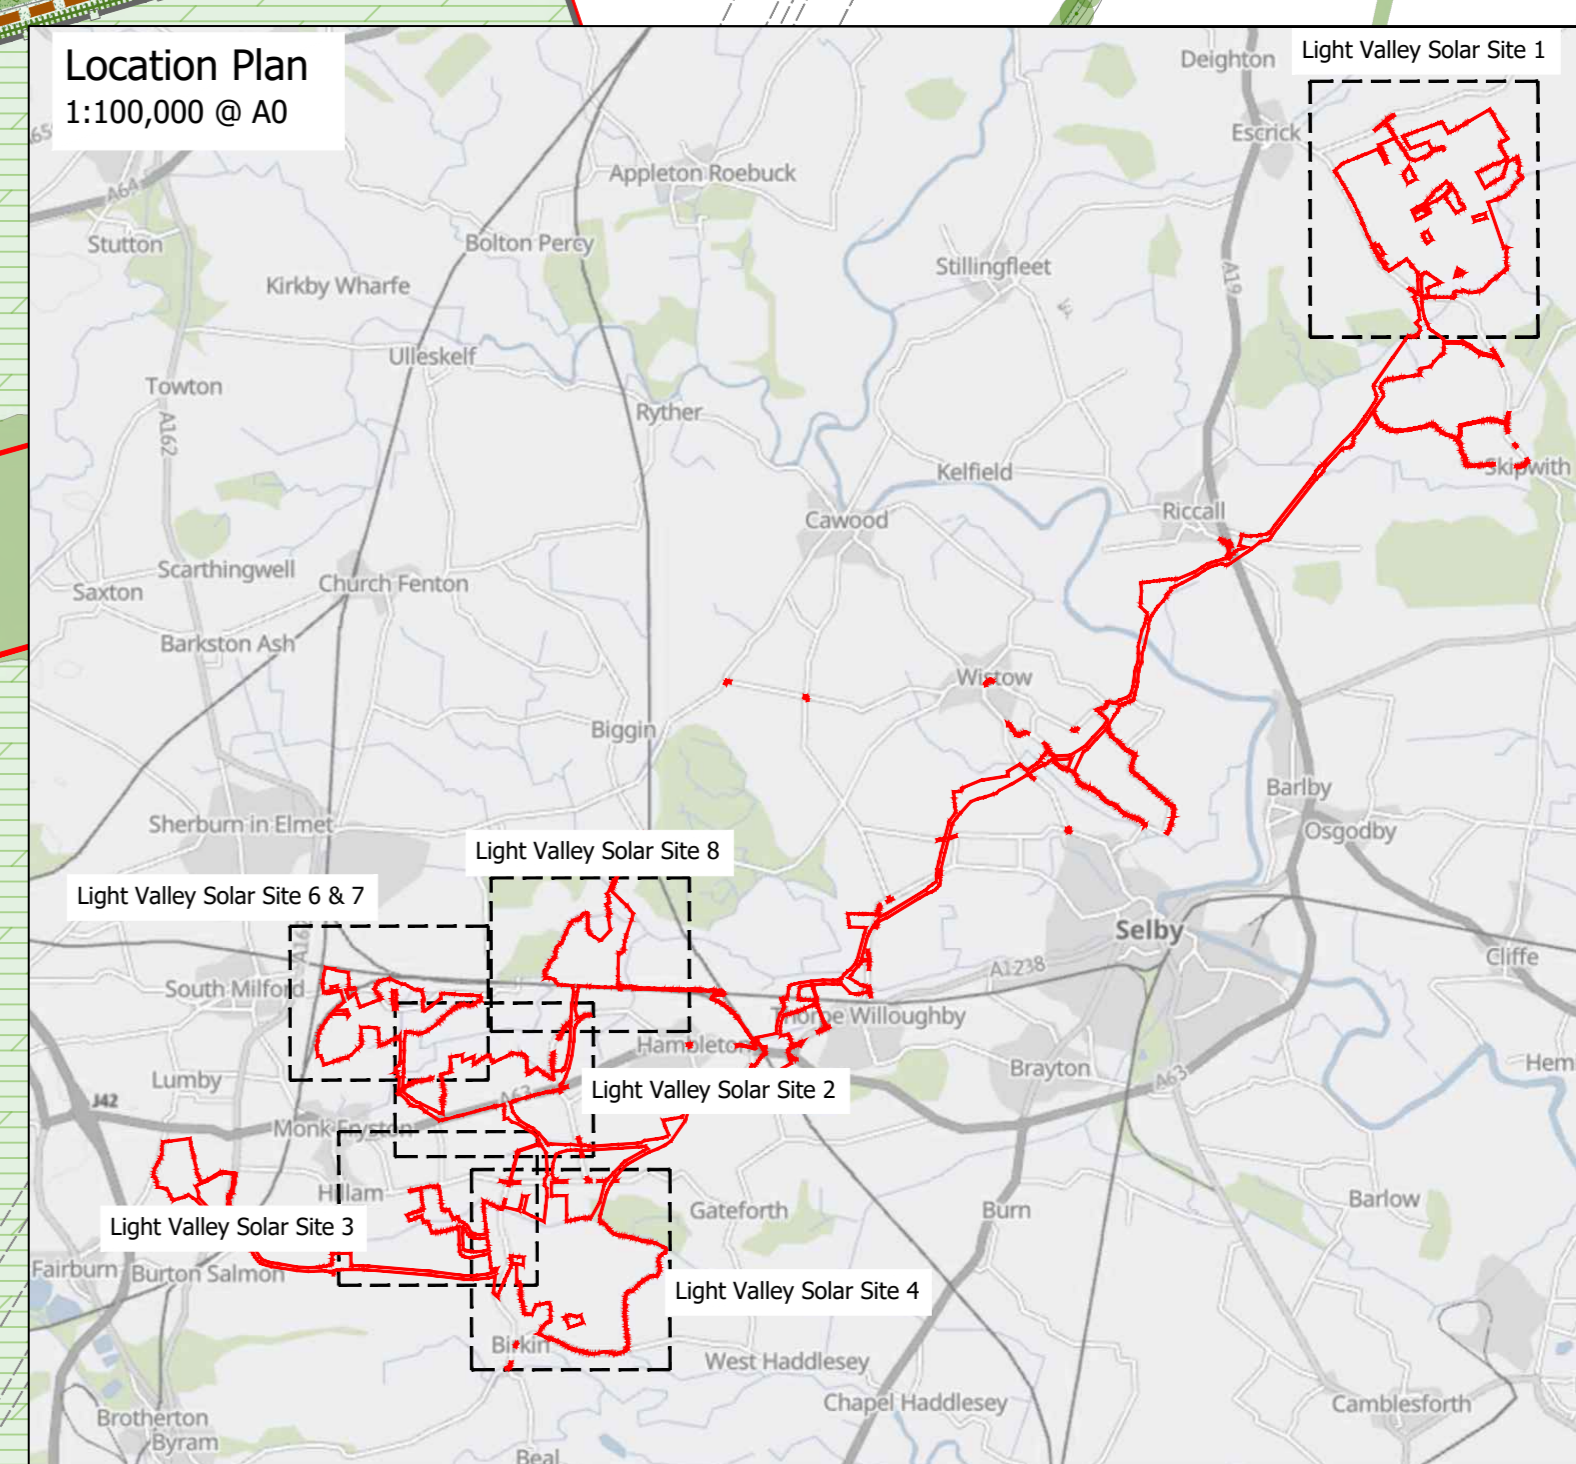 Location Plan
1:100,000 @ A0
Light Valley Solar Site 1
Deighton
Escrick
A64
Appleton Roebuck
Stutton
Bolton Percy
Stillingfleet
A19
Kirkby Wharfe
Ulleskelf
Towton
Ryther
A162
Kelfield
Skipwith
Cawood
Riccall
Scarthingwell
Church Fenton
Saxton
Barkston Ash
Wistow
Biggin
Barlby
Sherburn in Elmet
Osgodby
Light Valley Solar Site 8
Light Valley Solar Site 6 & 7
Selby
Cliffe
A1238
South Milford
Thorpe Willoughby
Hambleton
Brayton
Lumby
A63
A63
Light Valley Solar Site 2
J42
Monk Fryston
Hillam
Gateforth
Burn
Barlow
Light Valley Solar Site 3
Fairburn
Burton Salmon
Light Valley Solar Site 4
Birkin
West Haddlesey
Chapel Haddlesey
Camblesforth
Brotherton
Byram
Beal